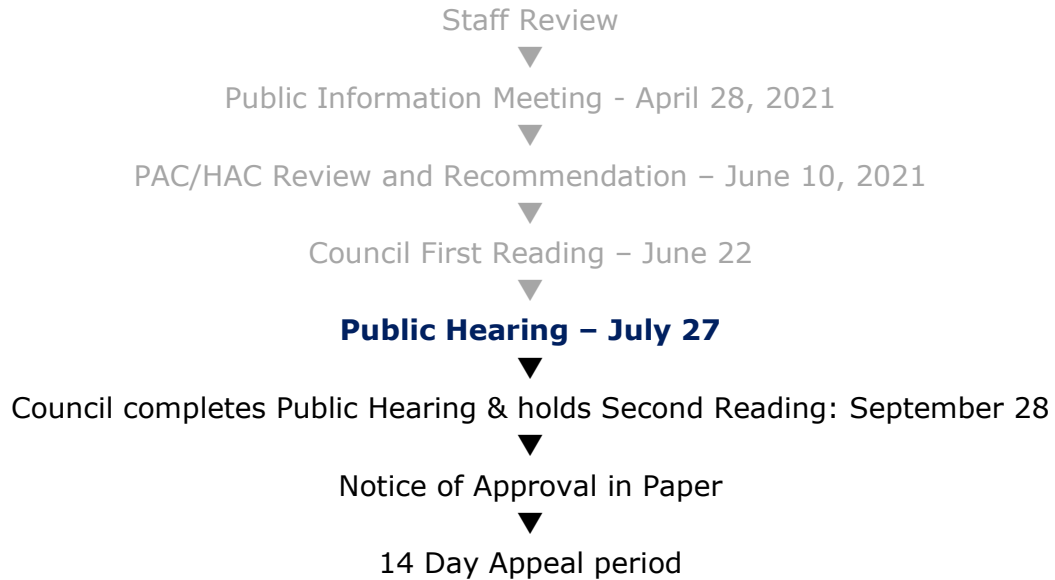 Staff Review
Public Information Meeting - April 28, 2021
PAC/HAC Review and Recommendation – June 10, 2021
Council First Reading – June 22
Public Hearing – July 27
Council completes Public Hearing & holds Second Reading: September 28
Notice of Approval in Paper
14 Day Appeal period